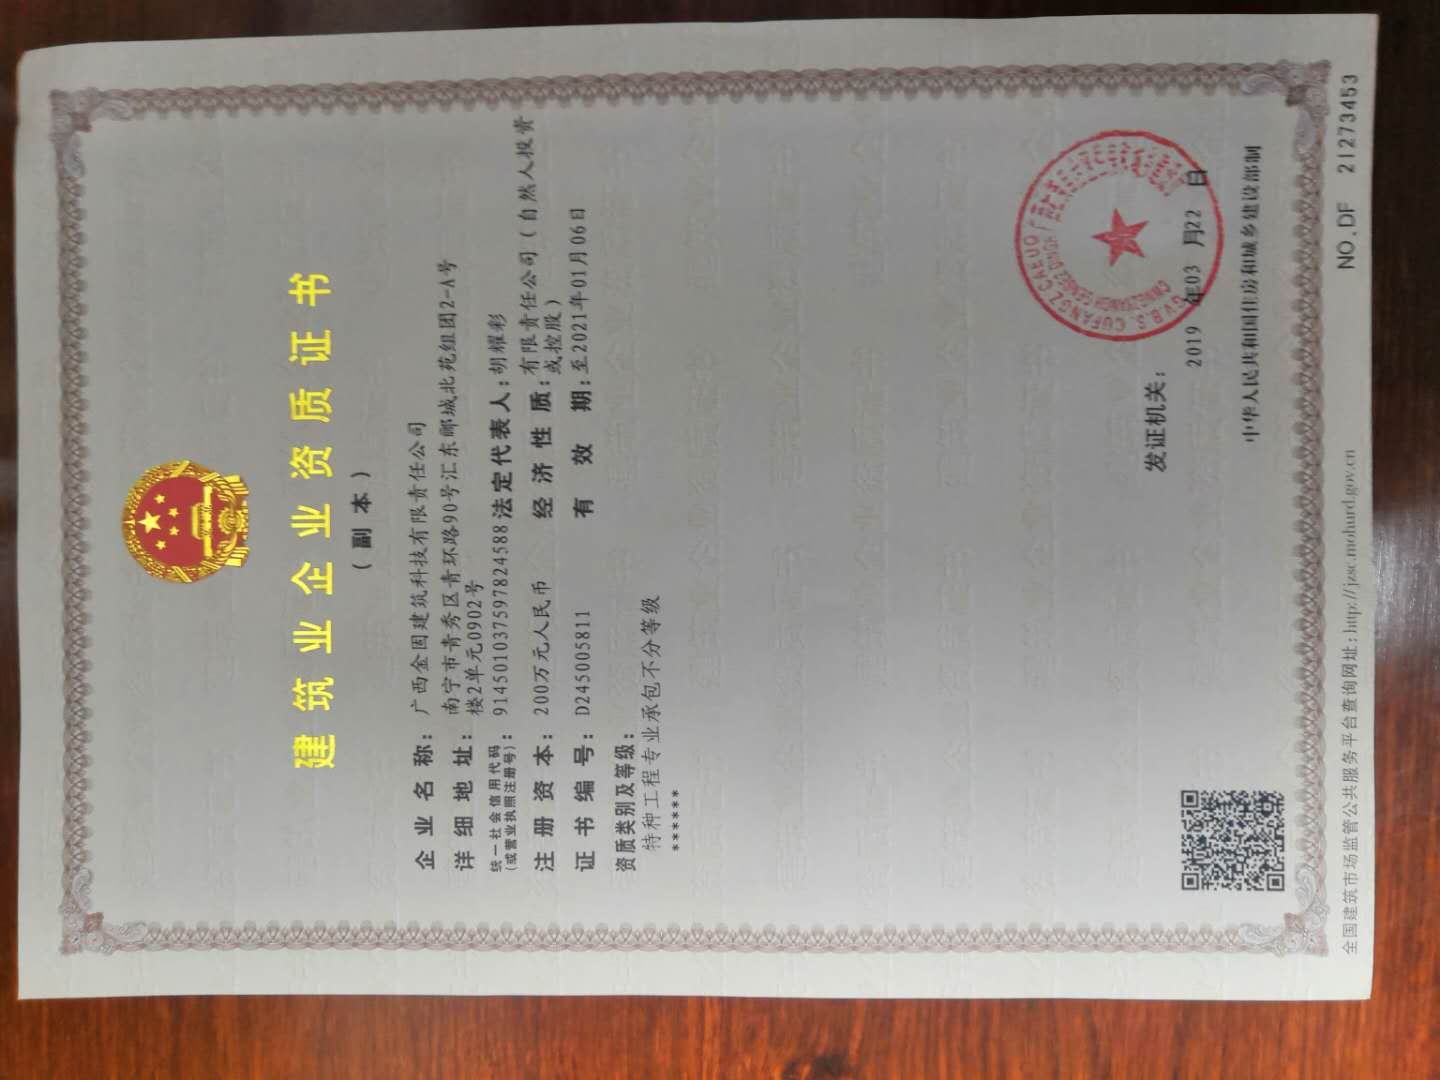 建筑业企业资质证书
（副本）
企业名称：广西金固建筑科技有限责任公司
详细地址：南宁市青秀区青环路90号汇东郦城北苑组团2-A号
楼2单元0902号
统一社会信用代码
（或营业执照注册号）：914501037597824588 法定代表人：胡耀彩
注册资本：200万元人民币 经济性质：有限责任公司（自然人投资
或控股）
证书编号：D245005811 有效期：至2021年01月06日
资质类别及等级：
特种工程专业承包不分等级
******
发证机关：
2019 年03 月22 日
中华人民共和国住房和城乡建设部制
全国建筑市场监管公共服务平台查询网址：http://jzsc.mohurd.gov.cn
NO.DF 21273453